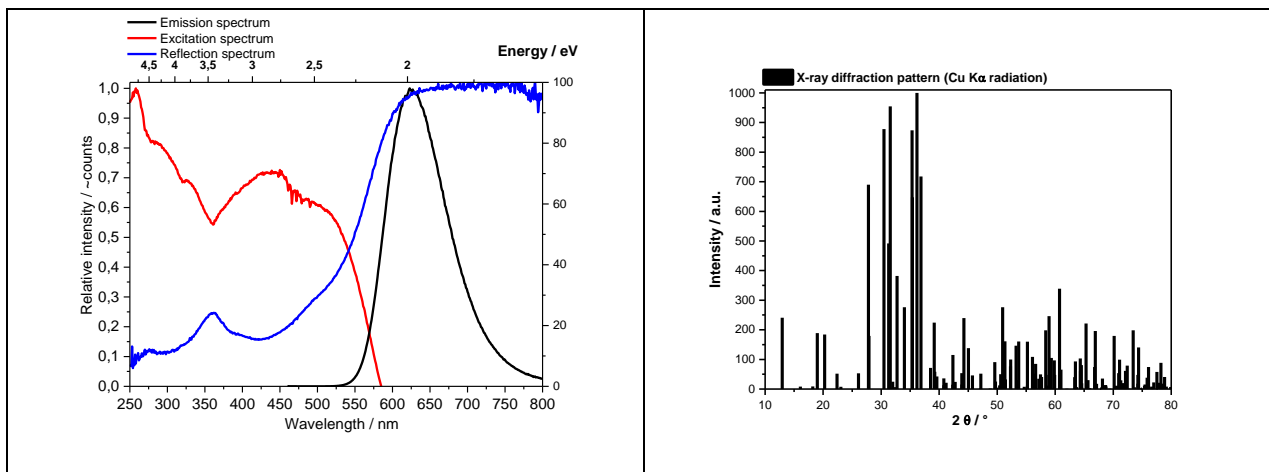 Emission spectrum
Excitation spectrum
Reflection spectrum
Energy / eV
4,5 4 3,5 3 2,5 2
1,0
0,9
0,8
0,7
0,6
0,5
0,4
0,3
0,2
0,1
0,0
Relative intensity / ~counts
100
80
60
40
20
0
250 300 350 400 450 500 550 600 650 700 750 800
Wavelength / nm
X-ray diffraction pattern (Cu Kα radiation)
1000
900
800
700
600
500
400
300
200
100
0
Intensity / a.u.
10 20 30 40 50 60 70 80
2 θ / °